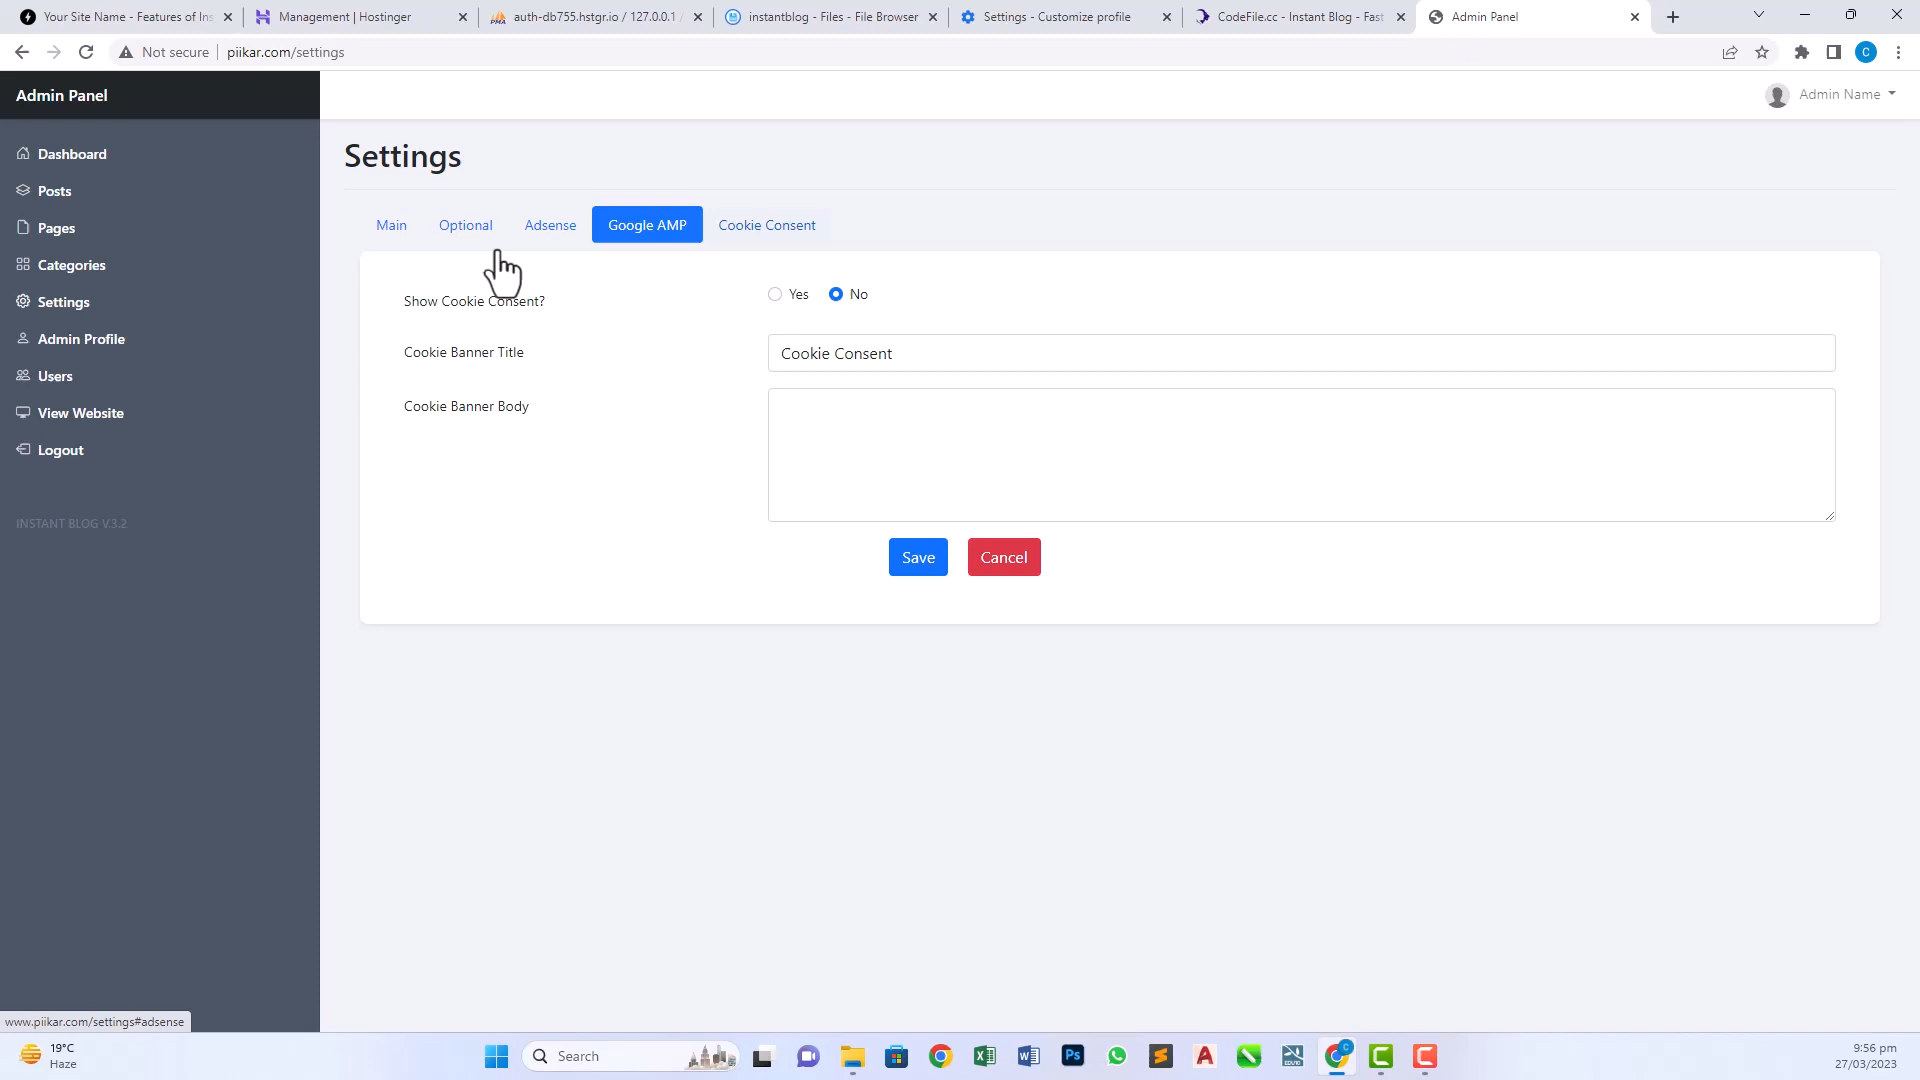 Your Site Name - Features of Ins
Management | Hostinger
auth-db755.hstgr.io / 127.0.0.1 /
instantblog - Files - File Browser
Settings - Customize profile
CodeFile.cc - Instant Blog - Fast
Admin Panel
Not secure
piikar.com/settings
C
Admin Panel
Admin Name
Dashboard
Posts
Pages
Categories
Settings
Admin Profile
Users
View Website
Logout
INSTANT BLOG V.3.2
Settings
Main
Optional
Adsense
Google AMP
Cookie Consent
Show Cookie Consent?
Yes
No
Cookie Banner Title
Cookie Consent
Cookie Banner Body
Save
Cancel
www.piikar.com/settings#adsense
19°C
Haze
Search
9:56 pm
27/03/2023